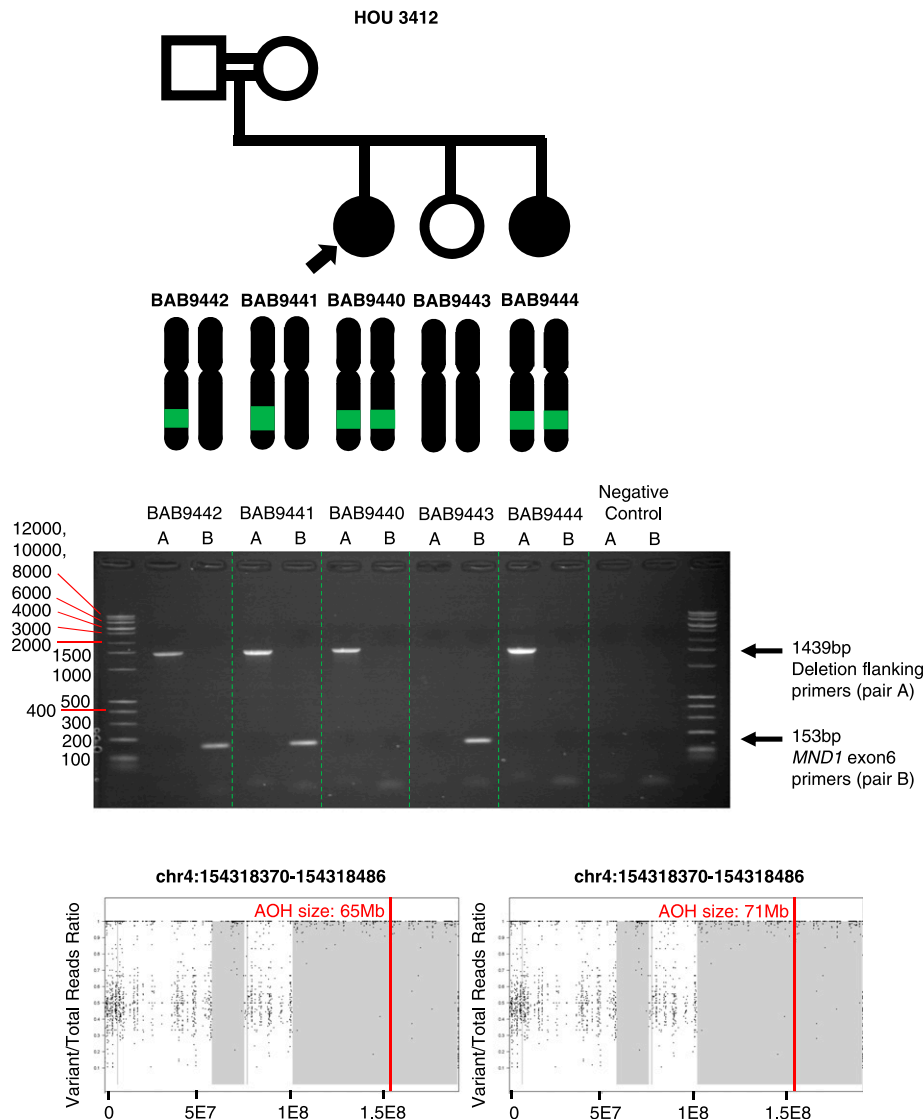 HOU 3412
BAB9442 BAB9441 BAB9440 BAB9443 BAB9444
BAB9442 BAB9441 BAB9440 BAB9443 BAB9444 Negative
Control
A B A B A B A B A B A B
12000,
10000,
8000
6000
4000
3000
2000
1500
1000
500
400
300
200
100
1439bp
Deletion flanking
primers (pair A)
153bp
MND1 exon6
primers (pair B)
chr4:154318370-154318486
AOH size: 65Mb
Variant/Total Reads Ratio
0 5E7 1E8 1.5E8
chr4:154318370-154318486
AOH size: 71Mb
Variant/Total Reads Ratio
0 5E7 1E8 1.5E8